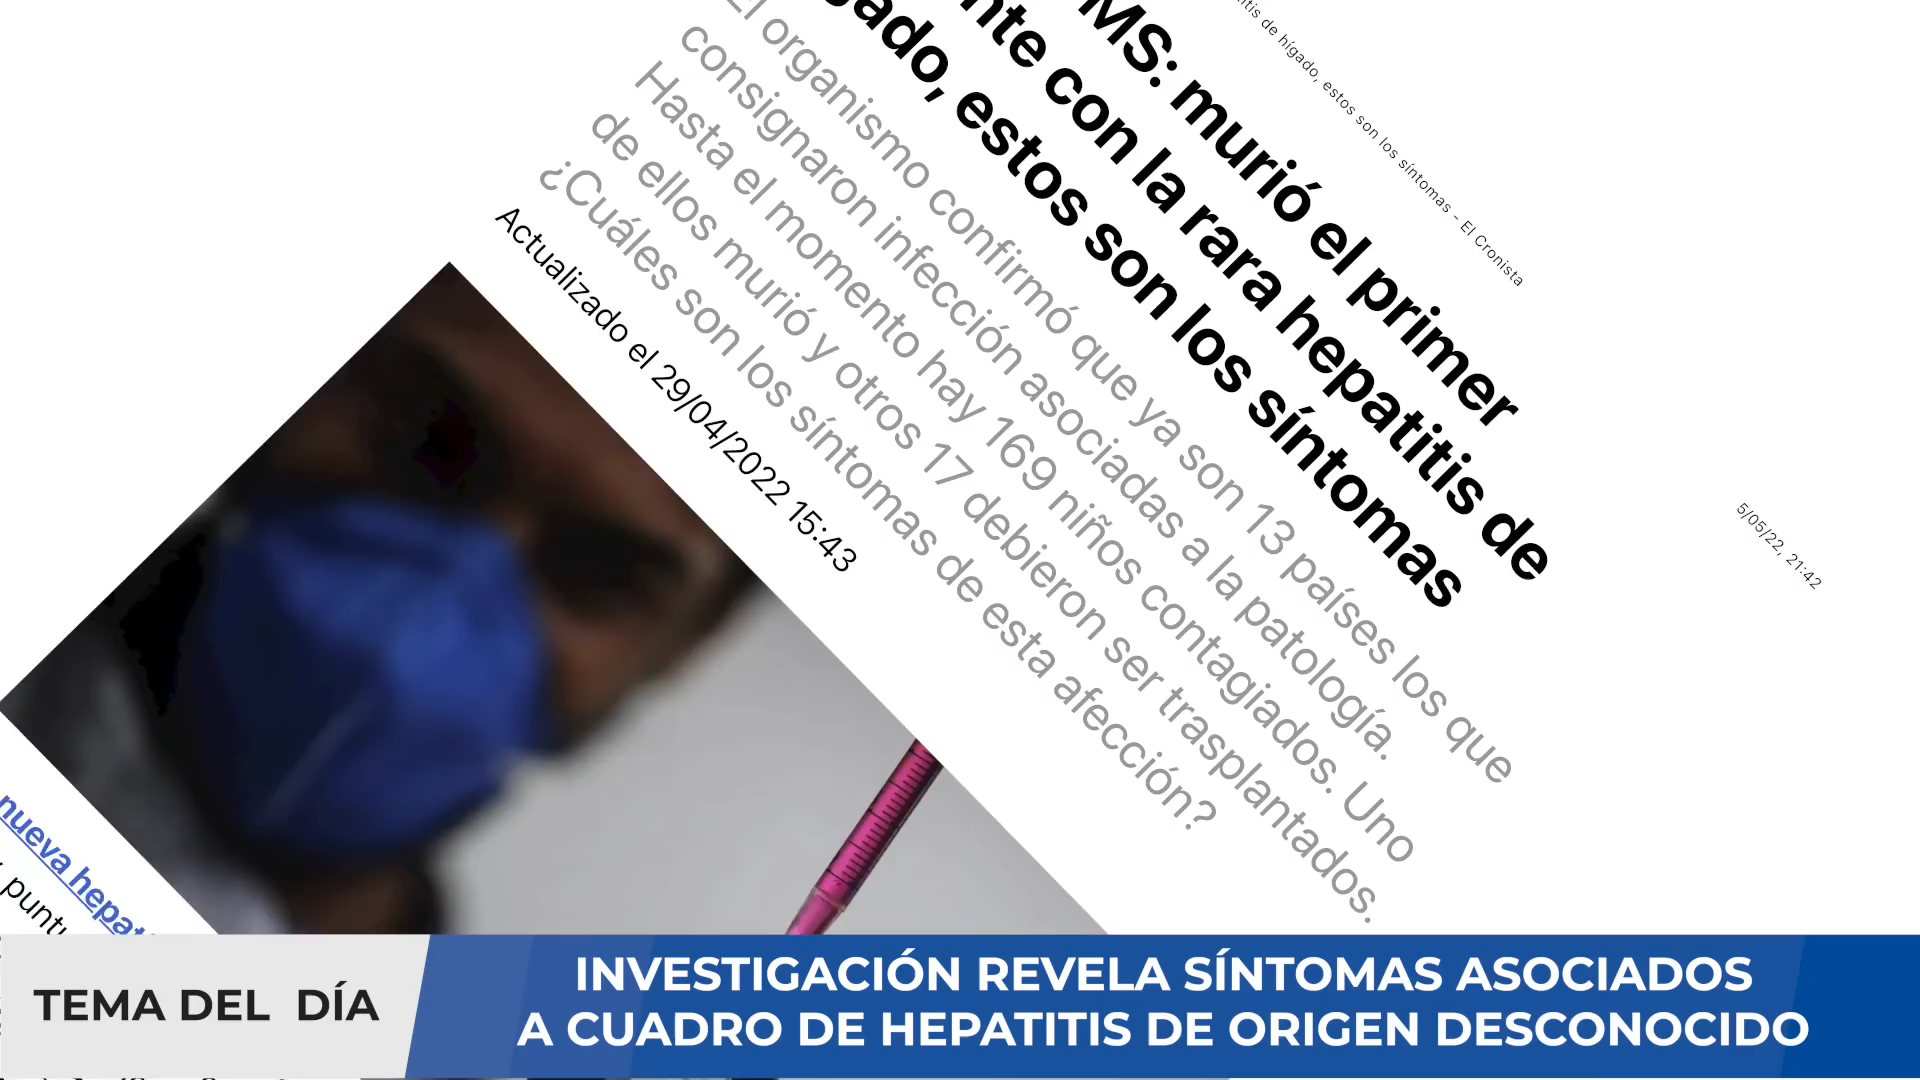 itis de hígado, estos son los síntomas - El Cronista
5/05/22, 21:42
MS: murió el primer
nte con la rara hepatitis de
gado, estos son los síntomas
El organismo confirmó que ya son 13 países los que
consignaron infección asociadas a la patología.
Hasta el momento hay 169 niños contagiados. Uno
de ellos murió y otros 17 debieron ser trasplantados.
¿Cuáles son los síntomas de esta afección?
Actualizado el 29/04/2022 15:43
nueva hepat
puntu
TEMA DEL DÍA
INVESTIGACIÓN REVELA SÍNTOMAS ASOCIADOS
A CUADRO DE HEPATITIS DE ORIGEN DESCONOCIDO